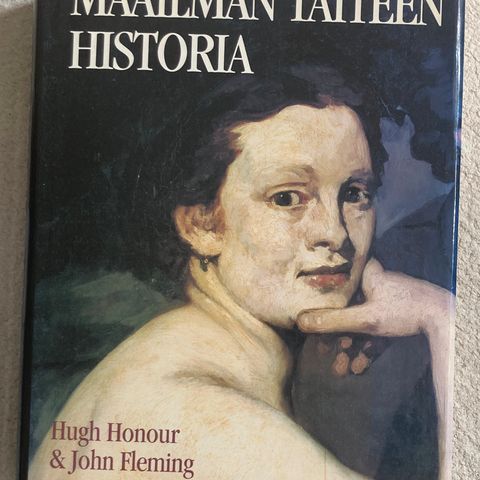 MAAILMAN TAITEEN
HISTORIA
Hugh Honour
& John Fleming